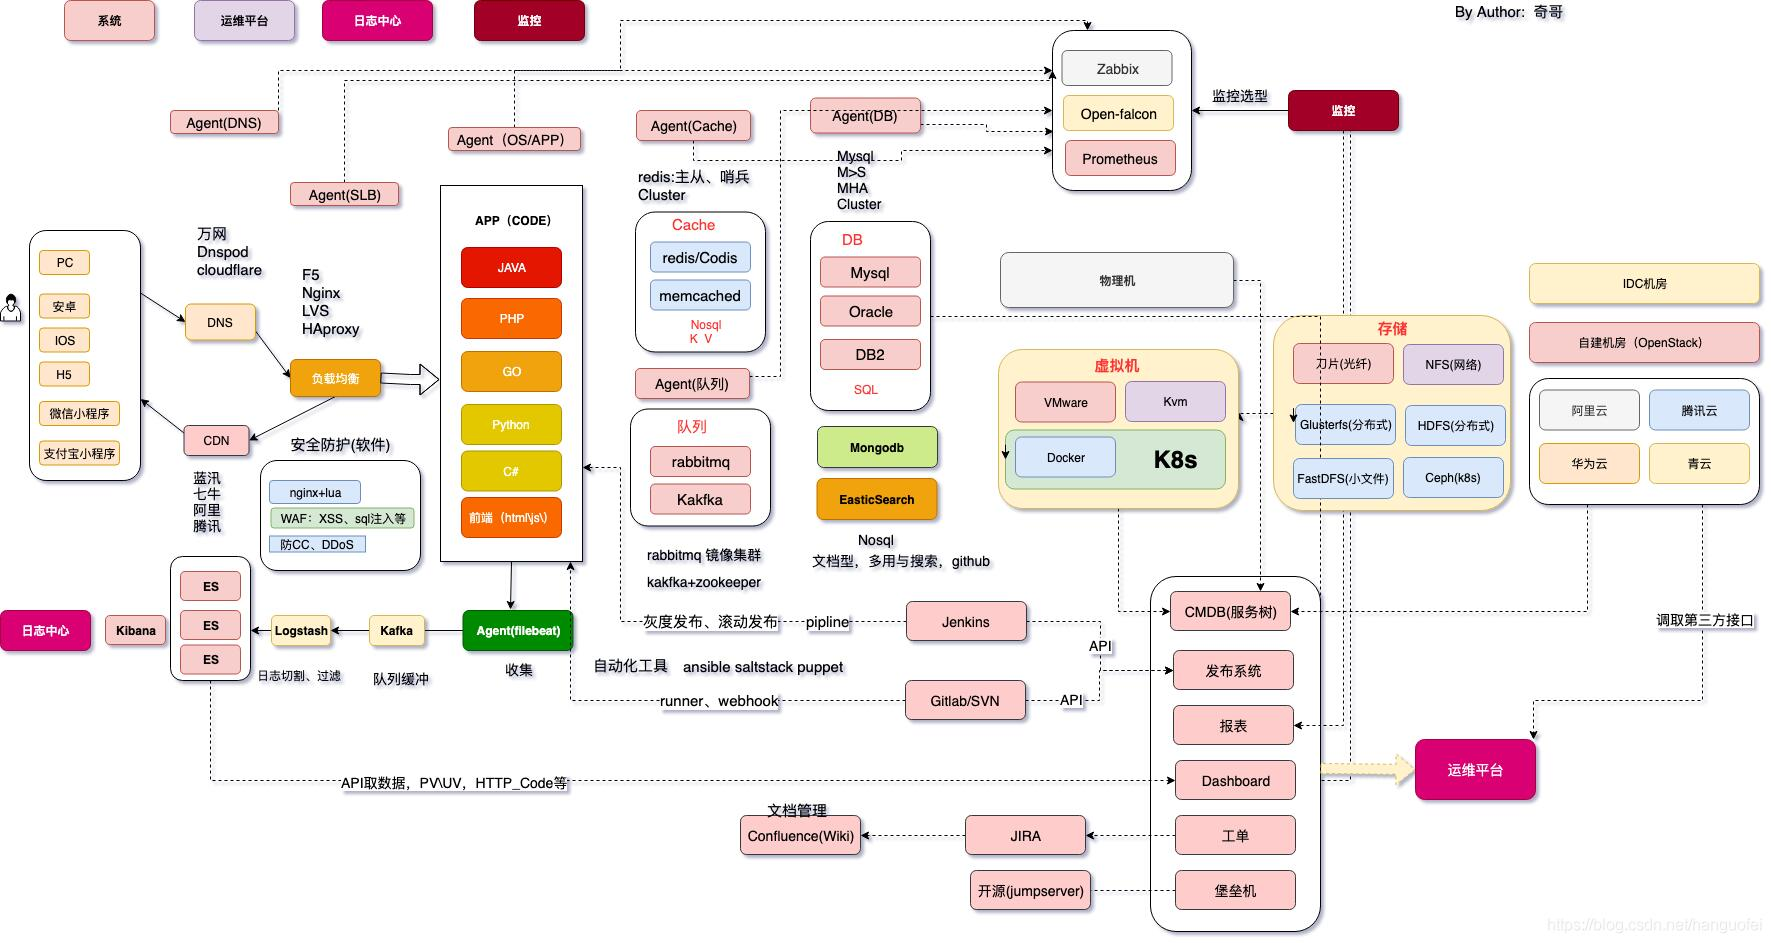 系统
运维平台
日志中心
监控
By Author: 奇哥
Zabbix
Open-falcon
Prometheus
监控选型
监控
Agent(DNS)
Agent（OS/APP）
Agent(Cache)
Agent(DB)
Agent(SLB)
redis:主从、哨兵
Cluster
Mysql
M>S
MHA
Cluster
PC
安卓
IOS
H5
微信小程序
支付宝小程序
万网
Dnspod
cloudflare
DNS
F5
Nginx
LVS
HAproxy
负载均衡
CDN
蓝汛
七牛
阿里
腾讯
安全防护(软件)
nginx+lua
WAF：XSS、sql注入等
防CC、DDoS
APP（CODE）
JAVA
PHP
GO
Python
C#
前端（html\js\）
Cache
redis/Codis
memcached
Nosql
K V
Agent(队列)
队列
rabbitmq
Kakfka
rabbitmq 镜像集群
kakfka+zookeeper
DB
Mysql
Oracle
DB2
SQL
Mongodb
EasticSearch
Nosql
文档型，多用与搜索，github
物理机
虚拟机
VMware
Kvm
Docker
K8s
存储
刀片(光纤)
NFS(网络)
Glusterfs(分布式)
HDFS(分布式)
FastDFS(小文件)
Ceph(k8s)
IDC机房
自建机房（OpenStack）
阿里云
腾讯云
华为云
青云
调取第三方接口
日志中心
Kibana
ES
ES
ES
Logstash
日志切割、过滤
Kafka
队列缓冲
Agent(filebeat)
收集
灰度发布、滚动发布
pipline
Jenkins
API
自动化工具
ansible saltstack puppet
runner、webhook
Gitlab/SVN
API
API取数据，PV\UV，HTTP_Code等
CMDB(服务树)
发布系统
报表
Dashboard
工单
堡垒机
运维平台
文档管理
Confluence(Wiki)
JIRA
开源(jumpserver)
https://blog.csdn.net/hanguofei